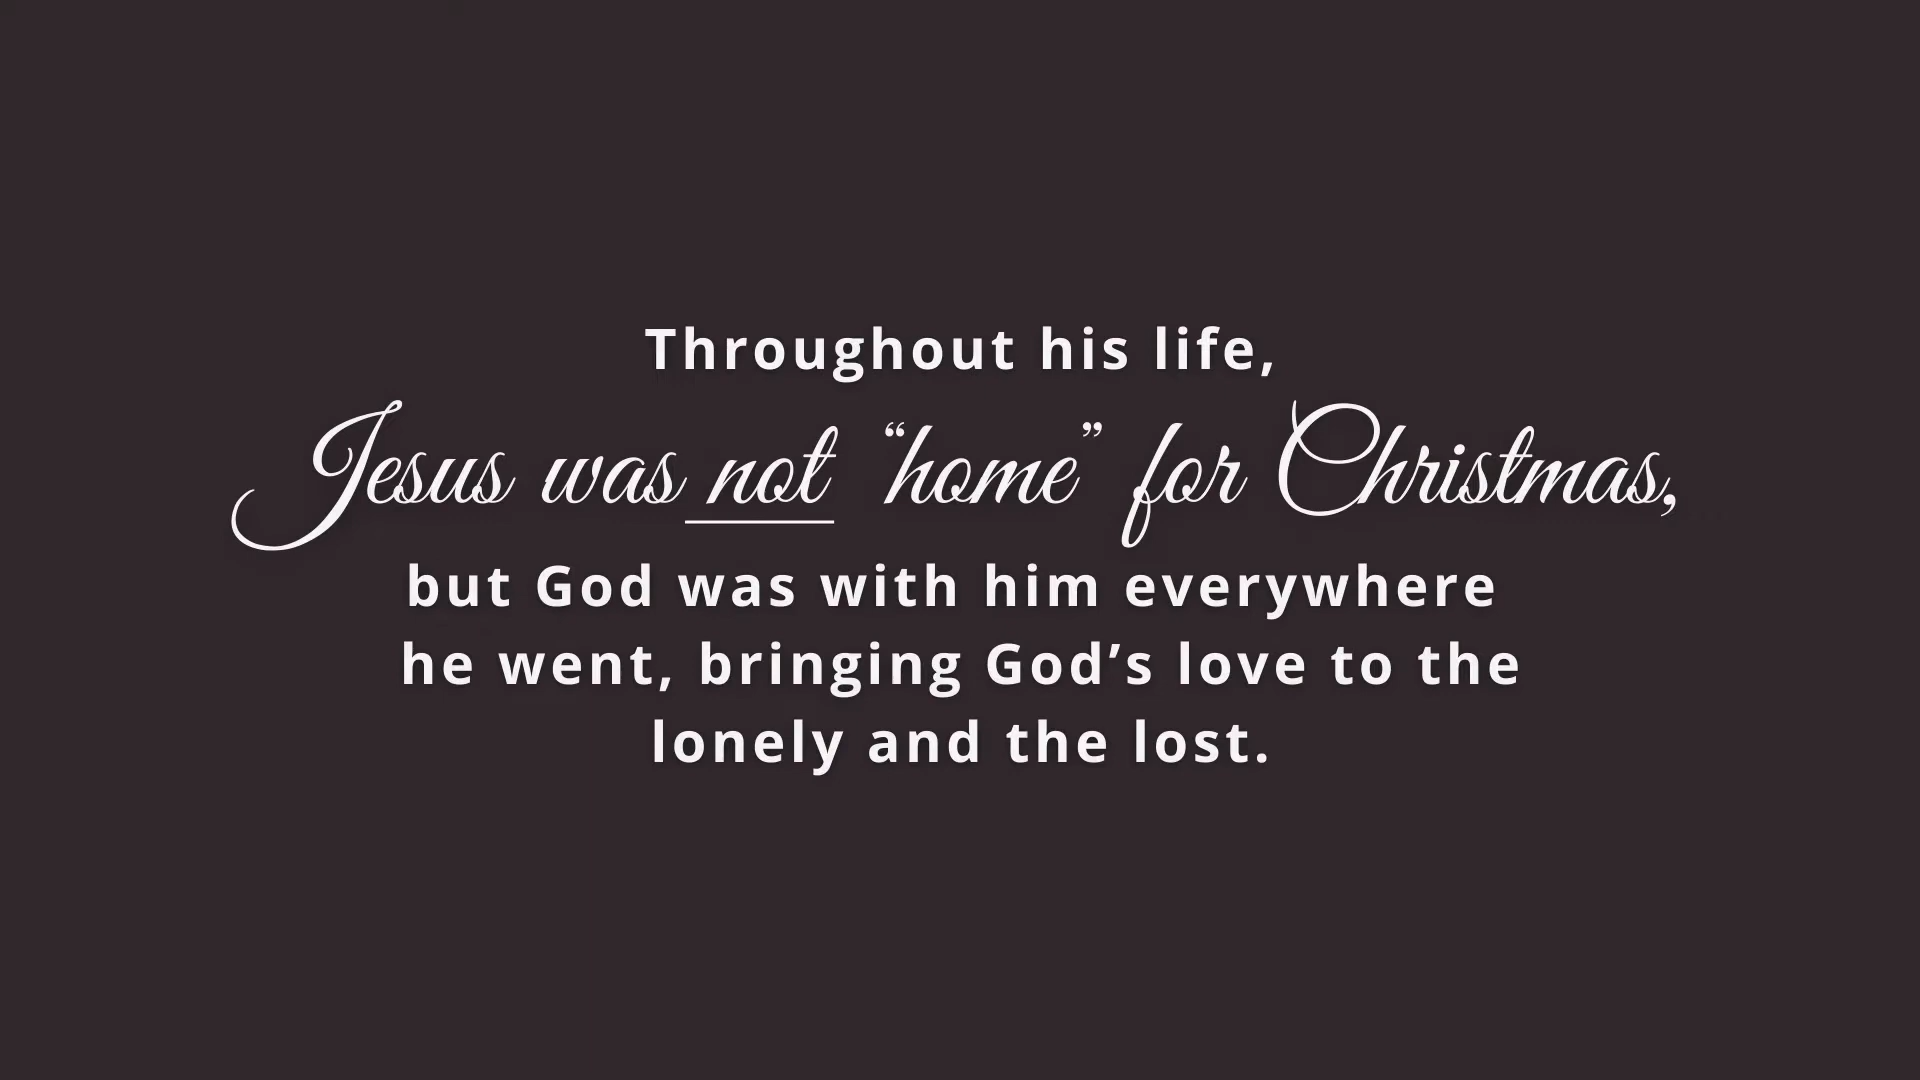 Throughout his life,
Jesus was not “home” for Christmas,
but God was with him everywhere
he went, bringing God’s love to the
lonely and the lost.